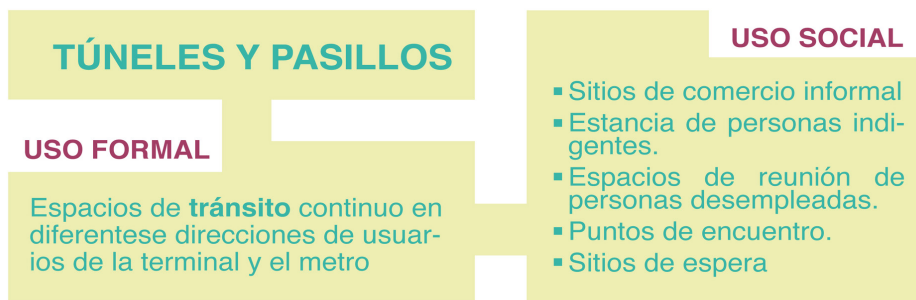 TÚNELES Y PASILLOS
USO FORMAL
Espacios de tránsito continuo en
diferentese direcciones de usuar-
ios de la terminal y el metro
USO SOCIAL
▪ Sitios de comercio informal
▪ Estancia de personas indi-
gentes.
▪ Espacios de reunión de
personas desempleadas.
▪ Puntos de encuentro.
▪ Sitios de espera